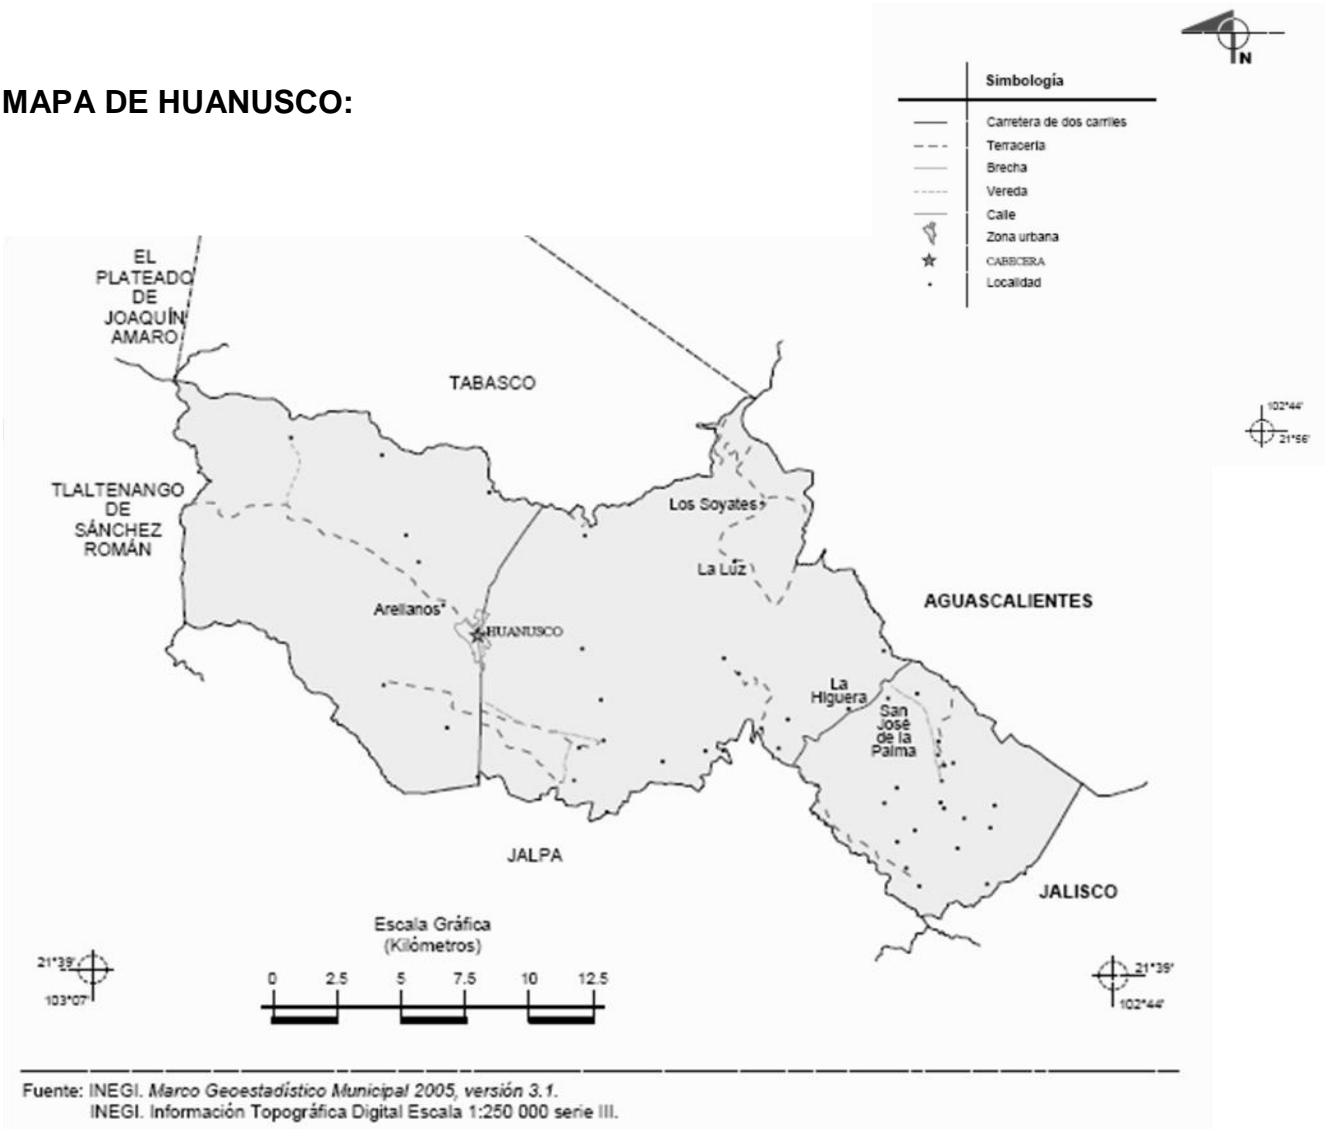 N
Simbología
MAPA DE HUANUSCO:
Carretera de dos carriles
Terracería
Brecha
Vereda
Calle
Zona urbana
CABECERA
Localidad
EL
PLATEADO
DE
JOAQUÍN
AMARO
TABASCO
102°44'
21°56'
TLALTENANGO
DE
SÁNCHEZ
ROMÁN
Los Soyates
La Luz
AGUASCALIENTES
Arellanos
HUANUSCO
La
Higuera
San
José
de la
Palma
JALPA
JALISCO
Escala Gráfica
(Kilómetros)
0 2.5 5 7.5 10 12.5
21°39'
103°07'
21°39'
102°44'
Fuente: INEGI. Marco Geoestadístico Municipal 2005, versión 3.1.
INEGI. Información Topográfica Digital Escala 1:250 000 serie III.